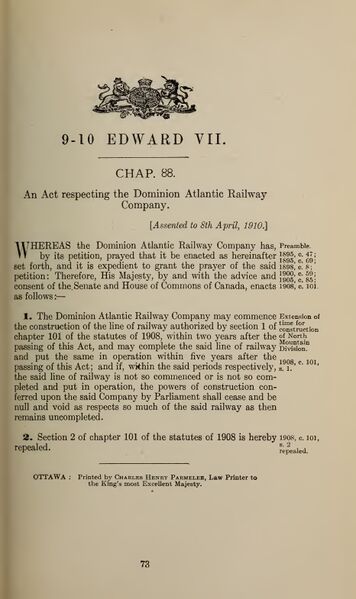 9-10 EDWARD VII.
CHAP. 88.
An Act respecting the Dominion Atlantic Railway
Company.
[Assented to 8th April, 1910.]
WHEREAS the Dominion Atlantic Railway Company has,
by its petition, prayed that it be enacted as hereinafter
set forth, and it is expedient to grant the prayer of the said
petition: Therefore, His Majesty, by and with the advice and
consent of the Senate and House of Commons of Canada, enacts
as follows:—
Preamble.
1895, c. 47;
1895, c. 69;
1898, c. 8;
1900, c. 59;
1905, c. 85;
1908, c. 101.
1. The Dominion Atlantic Railway Company may commence
the construction of the line of railway authorized by section 1 of
chapter 101 of the statutes of 1908, within two years after the
passing of this Act, and may complete the said line of railway
and put the same in operation within five years after the
passing of this Act; and if, within the said periods respectively,
the said line of railway is not so commenced or is not so com-
pleted and put in operation, the powers of construction con-
ferred upon the said Company by Parliament shall cease and be
null and void as respects so much of the said railway as then
remains uncompleted.
Extension of
time for
construction
of North
Mountain
Division.
1908, c. 101,
s. 1.
2. Section 2 of chapter 101 of the statutes of 1908 is hereby
repealed.
1908, c. 101,
s. 2
repealed.
OTTAWA: Printed by CHARLES HENRY PARMELEE, Law Printer to
the King's most Excellent Majesty.
73